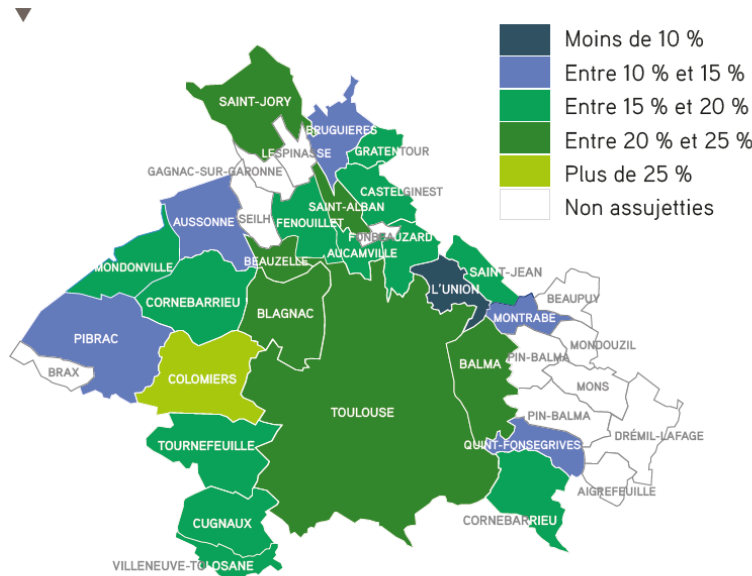 Moins de 10 %
Entre 10 % et 15 %
Entre 15 % et 20 %
Entre 20 % et 25 %
Plus de 25 %
Non assujetties
SAINT-JORY
BRUGUIERES
LESPINASSE
GRATENTOUR
GAGNAC-SUR-GARONNE
CASTELGINEST
SAINT-ALBAN
AUSSONNE
SEILH
FENOUILLET
FONBEAUZARD
AUCAMVILLE
MONDONVILLE
BEAUZELLE
SAINT-JEAN
L'UNION
BEAUPUY
CORNEBARRIEU
BLAGNAC
MONTRABE
PIBRAC
MONDOUZIL
PIN-BALMA
BALMA
BRAX
COLOMIERS
MONS
TOULOUSE
PIN-BALMA
DRÉMIL-LAFAGE
TOURNEFEUILLE
QUINT-FONSEGRIVES
AIGREFEUILLE
CUGNAUX
CORNEBARRIEU
VILLENEUVE-TOLOSANE